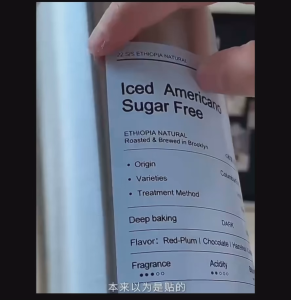 ETHIOPIA NATURAL
Iced Americano
Sugar Free
ETHIOPIA NATURAL
Roasted & Brewed in Brooklyn
• Origin
• Varieties
• Treatment Method
Deep baking
DARK
Flavor: Red-Plum | Chocolate |
Fragrance
Acidity
本来以为是贴的